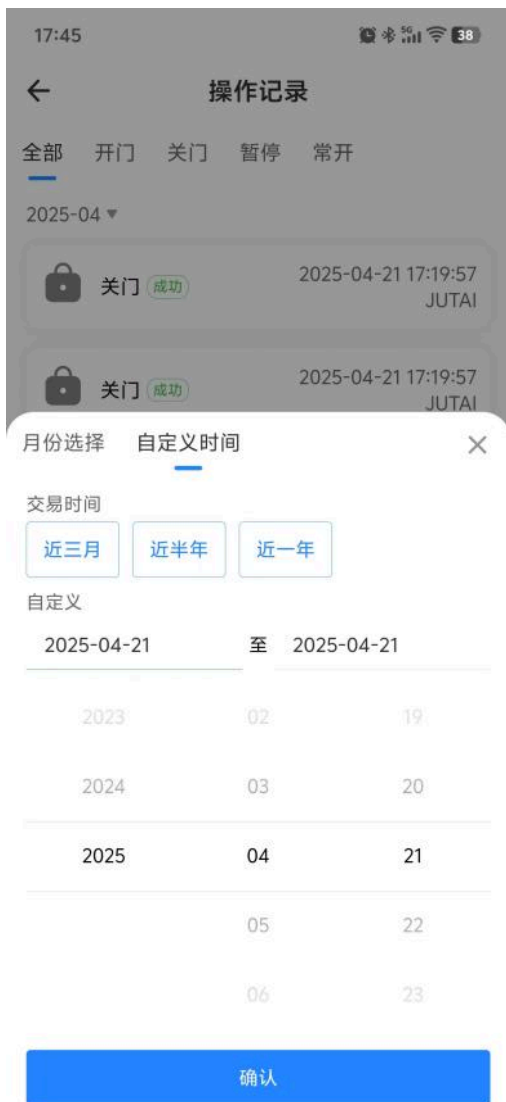 17:45 5G 38
操作记录
全部 开门 关门 暂停 常开
2025-04
关门 成功 2025-04-21 17:19:57
JUTAI
关门 成功 2025-04-21 17:19:57
JUTAI
月份选择 自定义时间
交易时间
近三月 近半年 近一年
自定义
2025-04-21 至 2025-04-21
2023 02 19
2024 03 20
2025 04 21
05 22
06 23
确认